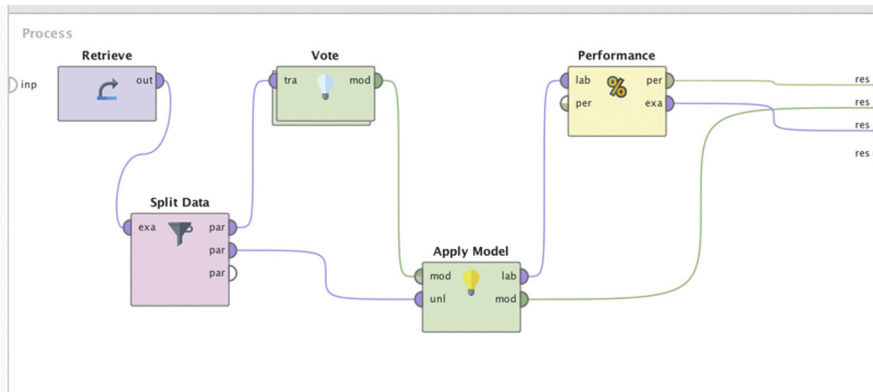 Process
Retrieve
Vote
Performance
inp
out
tra
mod
lab
per
res
per
exa
res
res
res
Split Data
exa
par
par
par
Apply Model
mod
lab
unl
mod